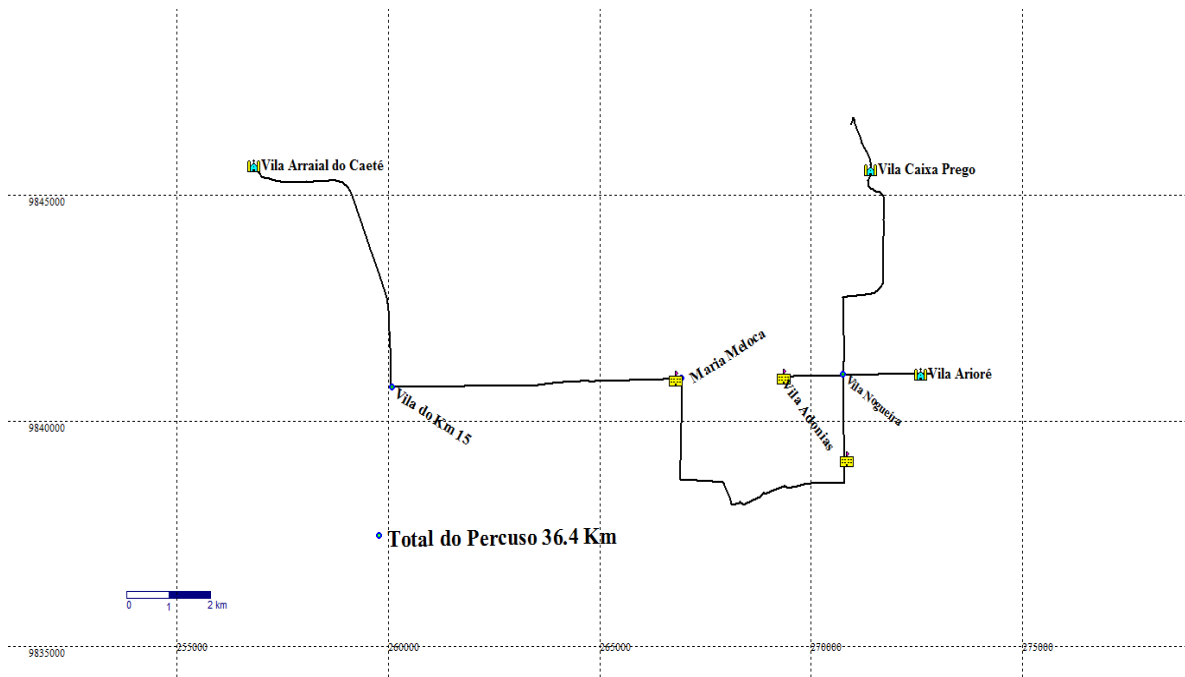 Vila Arraial do Caeté
Vila Caixa Prego
9845000
Maria Meloca
Vila Arioré
Vila Nogueira
Vila Adonias
Vila do Km 15
9840000
Total do Percuso 36.4 Km
0 1 2 km
9835000
255000
260000
265000
270000
275000